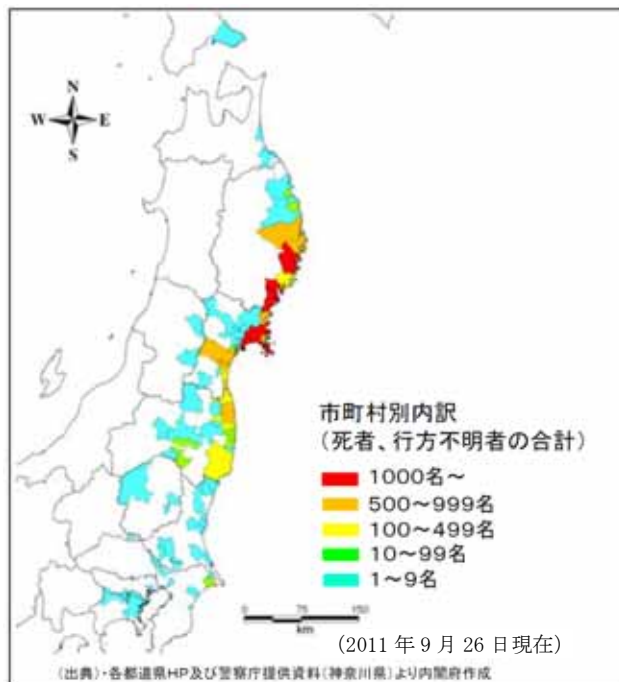 N
W E
S
市町村別内訳
(死者、行方不明者の合計)
1000名～
500～999名
100～499名
10～99名
1～9名
0 75 150
km
(2011年9月26日現在)
(出典)・各都道県HP及び警察庁提供資料(神奈川県)より内閣府作成